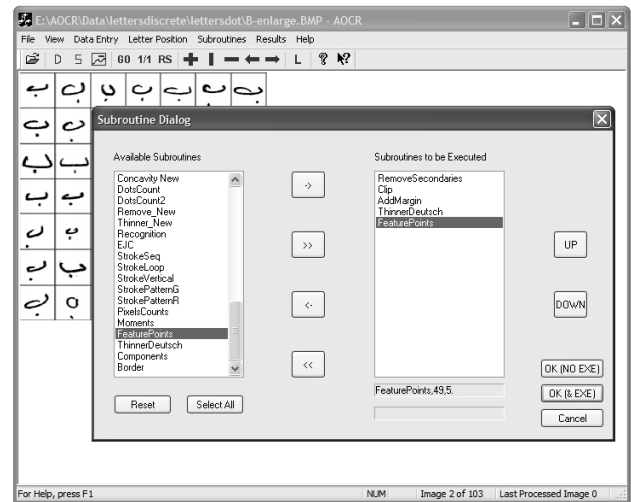 E:\AOCR\Data\lettersdiscrete\lettersdot\B-enlarge.BMP - AOCR
File View Data Entry Letter Position Subroutines Results Help
D 5 GO 1/1 RS L ?
Subroutine Dialog
Available Subroutines
Concavity New
DotsCount
DotsCount2
Remove_New
Thinner_New
Recognition
EJC
StrokeSeq
StrokeLoop
StrokeVertical
StrokePatternG
StrokePatternR
PixelsCounts
Moments
FeaturePoints
ThinnerDeutsch
Components
Border
Reset Select All
->
>>
<-
<<
Subroutines to be Executed
RemoveSecondaries
Clip
AddMargin
ThinnerDeutsch
FeaturePoints
FeaturePoints,49,5.
UP
DOWN
OK (NO EXE)
OK (& EXE)
Cancel
ب ب ب ب ب ب ب
ب ب
ب ب
ب ب
ب ب
ب ب
ب ب
For Help, press F1 NUM Image 2 of 103 Last Processed Image 0